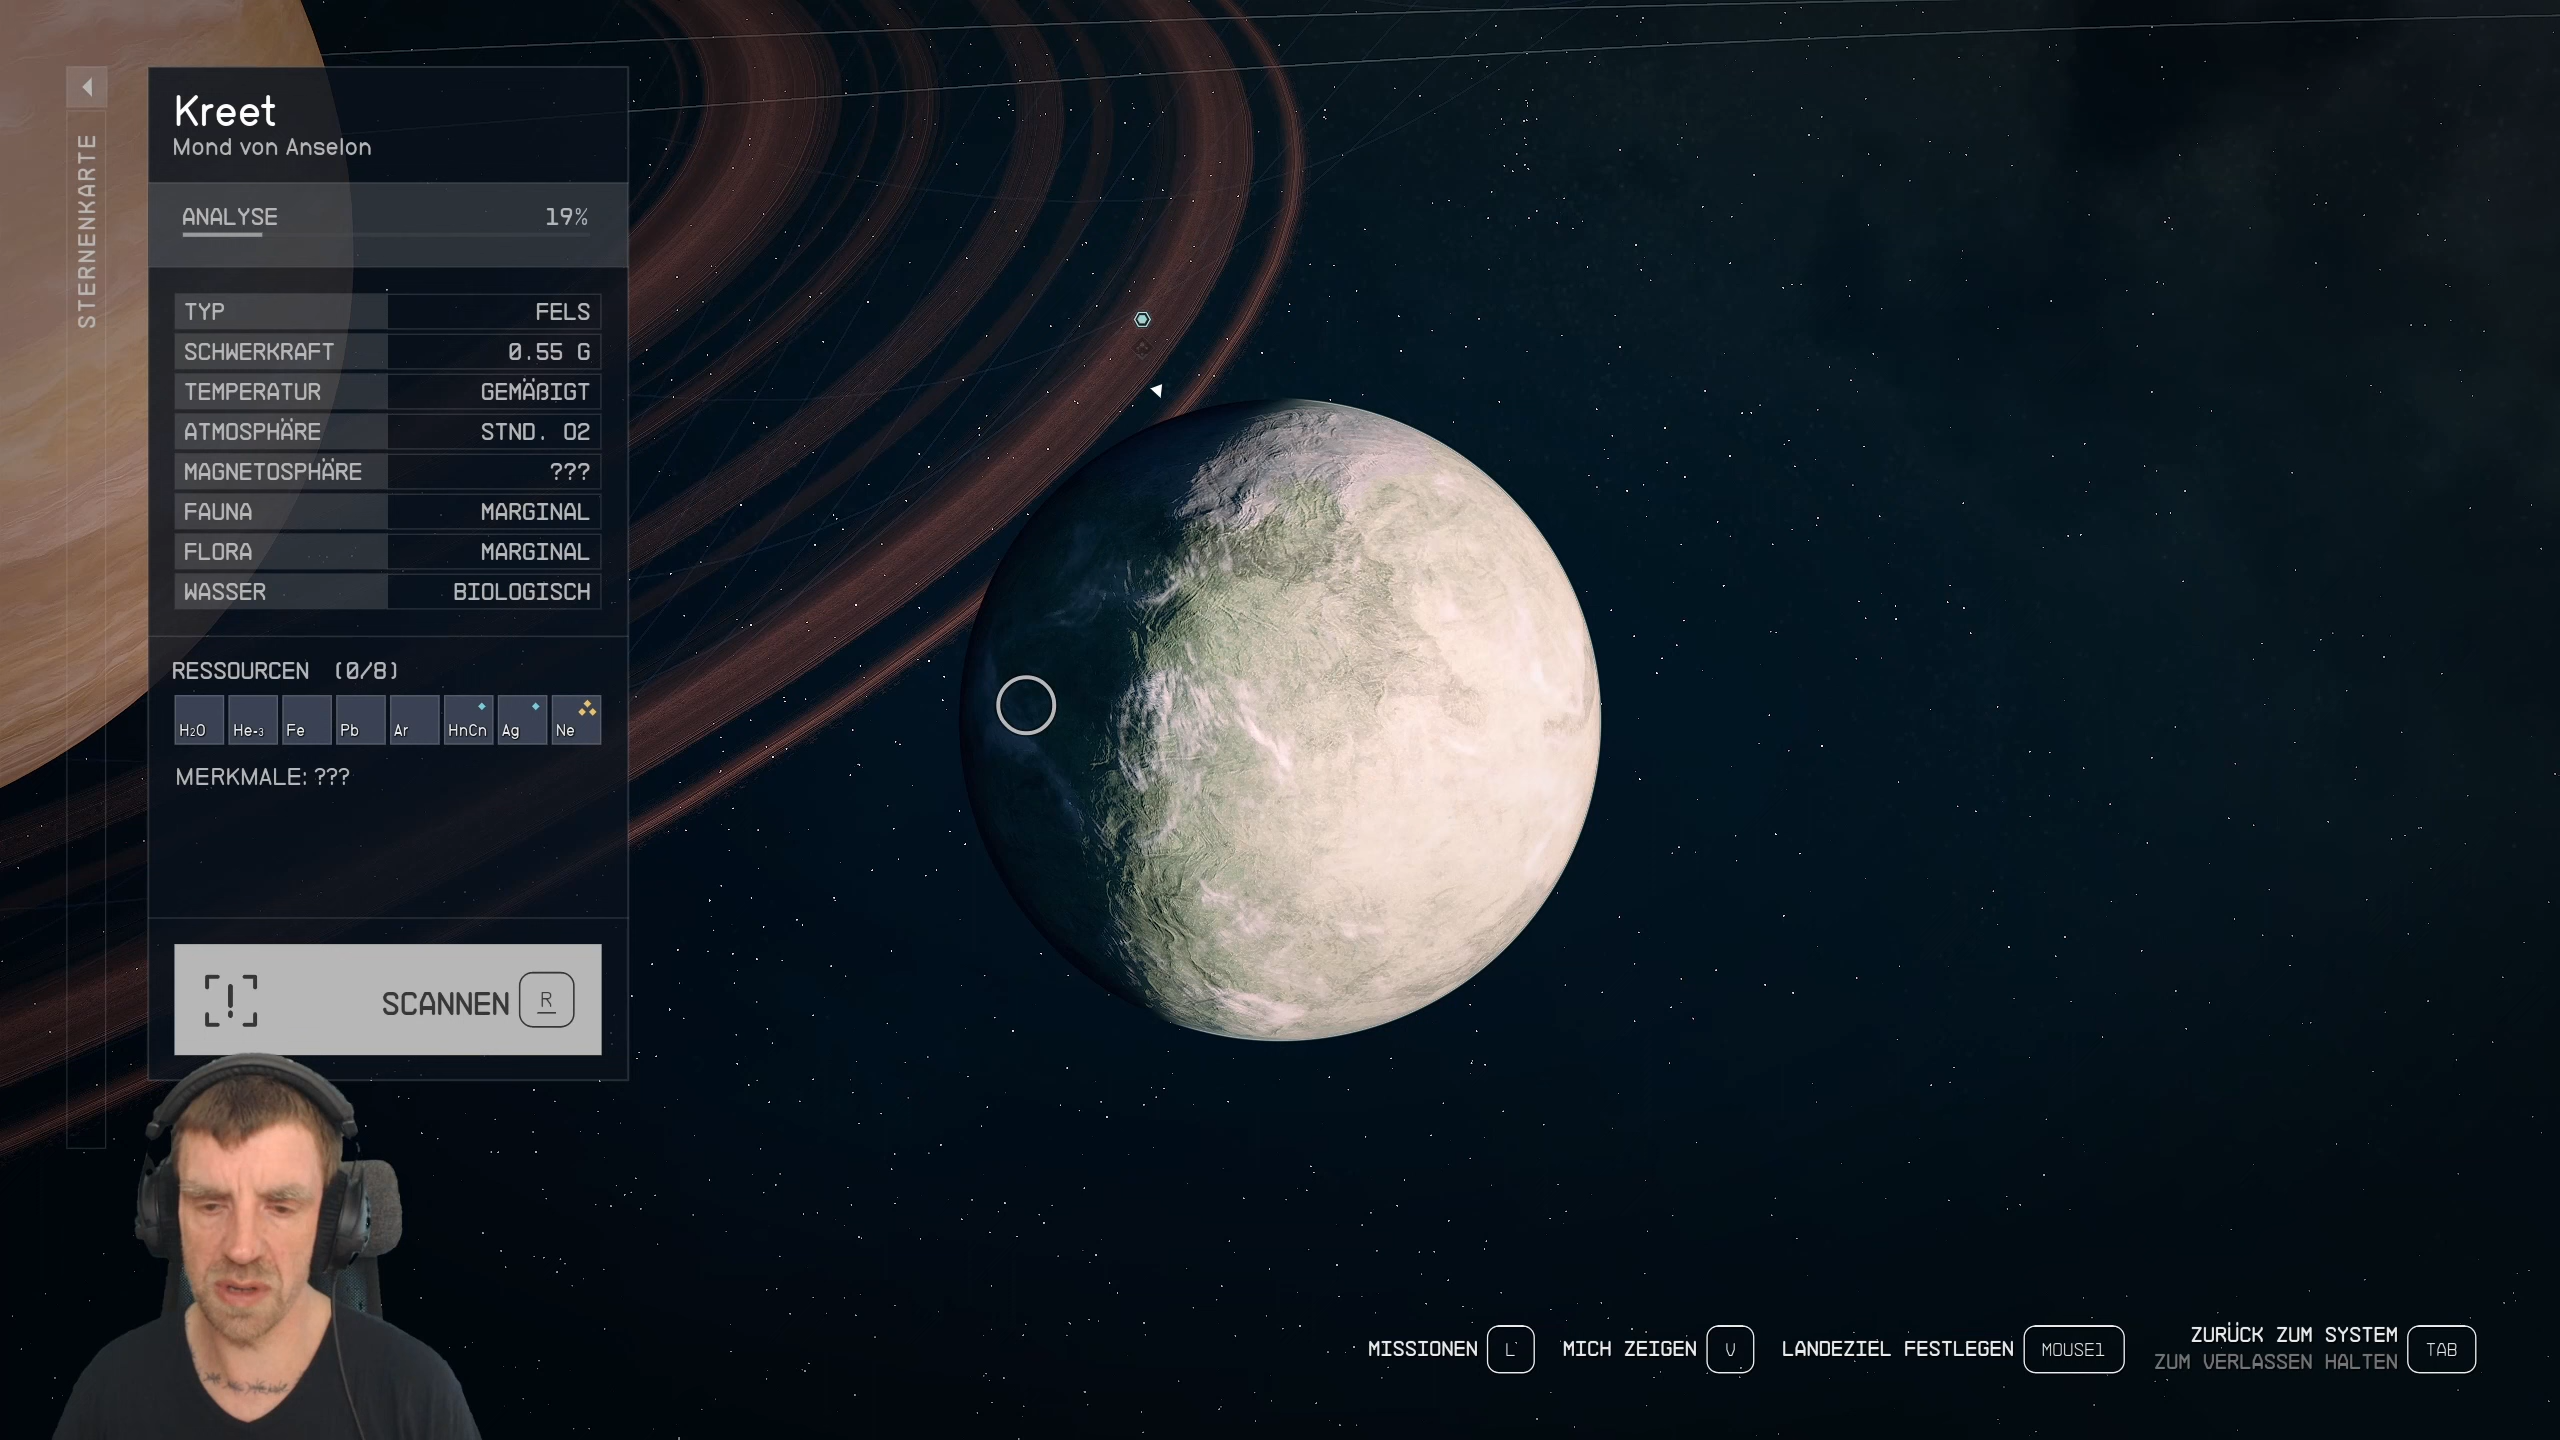 STERNENKARTE
Kreet
Mond von Anselon
ANALYSE 19%
TYP FELS
SCHWERKRAFT 0.55 G
TEMPERATUR GEMÄßIGT
ATMOSPHÄRE STND. O2
MAGNETOSPHÄRE ???
FAUNA MARGINAL
FLORA MARGINAL
WASSER BIOLOGISCH
RESSOURCEN (0/8)
H₂O He-₃ Fe Pb Ar HnCn Ag Ne
MERKMALE: ???
! SCANNEN R
MISSIONEN L MICH ZEIGEN V LANDEZIEL FESTLEGEN MOUSE1 ZURÜCK ZUM SYSTEM TAB
ZUM VERLASSEN HALTEN